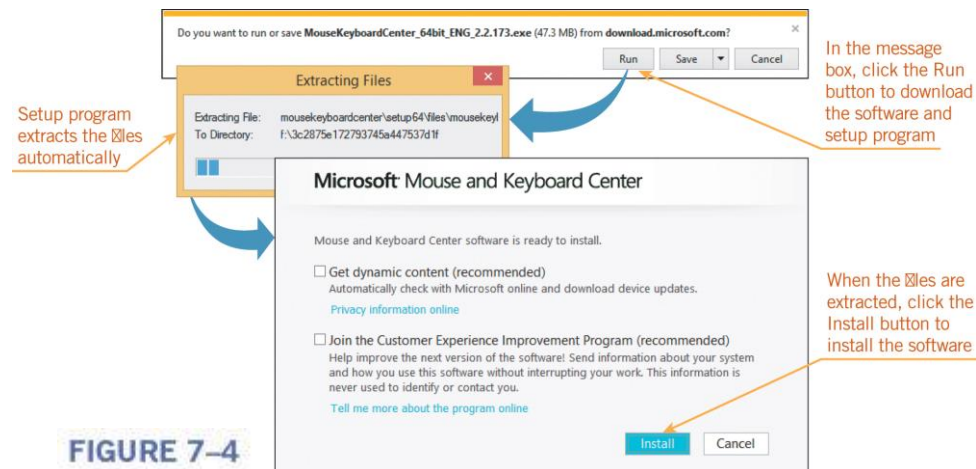 Do you want to run or save MouseKeyboardCenter_64bit_ENG_2.2.173.exe (47.3 MB) from download.microsoft.com?
×
Run Save Cancel
In the message
box, click the Run
button to download
the software and
setup program
Extracting Files
×
Extracting File: mousekeyboardcenter\setup64\files\mousekeyl
To Directory: f:\3c2875e172793745a447537d1f
Setup program
extracts the ☒les
automatically
Microsoft Mouse and Keyboard Center
Mouse and Keyboard Center software is ready to install.
Get dynamic content (recommended)
Automatically check with Microsoft online and download device updates.
Privacy information online
Join the Customer Experience Improvement Program (recommended)
Help improve the next version of the software! Send information about your system
and how you use this software without interrupting your work. This information is
never used to identify or contact you.
Tell me more about the program online
Install Cancel
When the ☒les are
extracted, click the
Install button to
install the software
FIGURE 7–4